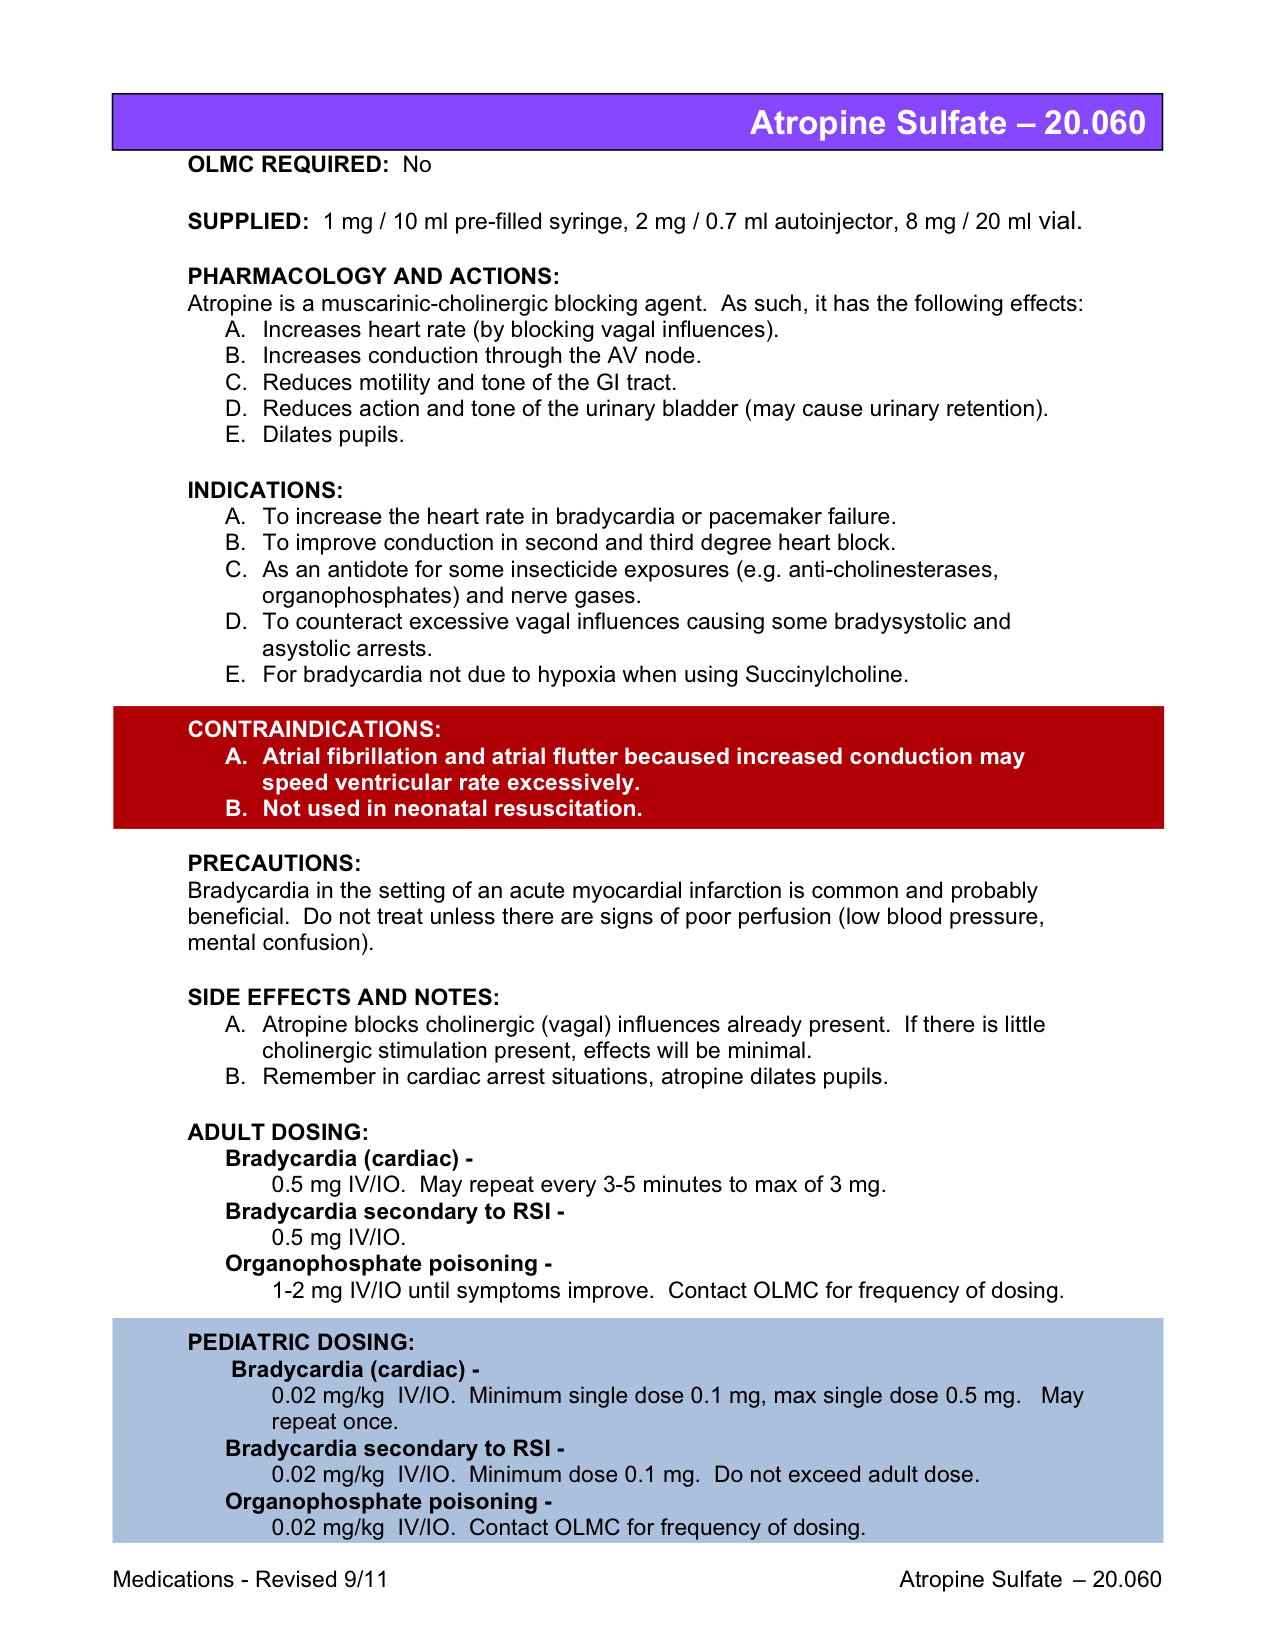 Atropine Sulfate – 20.060
OLMC REQUIRED: No
SUPPLIED: 1 mg / 10 ml pre-filled syringe, 2 mg / 0.7 ml autoinjector, 8 mg / 20 ml vial.
PHARMACOLOGY AND ACTIONS:
Atropine is a muscarinic-cholinergic blocking agent. As such, it has the following effects:
A. Increases heart rate (by blocking vagal influences).
B. Increases conduction through the AV node.
C. Reduces motility and tone of the GI tract.
D. Reduces action and tone of the urinary bladder (may cause urinary retention).
E. Dilates pupils.
INDICATIONS:
A. To increase the heart rate in bradycardia or pacemaker failure.
B. To improve conduction in second and third degree heart block.
C. As an antidote for some insecticide exposures (e.g. anti-cholinesterases,
organophosphates) and nerve gases.
D. To counteract excessive vagal influences causing some bradysystolic and
asystolic arrests.
E. For bradycardia not due to hypoxia when using Succinylcholine.
CONTRAINDICATIONS:
A. Atrial fibrillation and atrial flutter becaused increased conduction may
speed ventricular rate excessively.
B. Not used in neonatal resuscitation.
PRECAUTIONS:
Bradycardia in the setting of an acute myocardial infarction is common and probably
beneficial. Do not treat unless there are signs of poor perfusion (low blood pressure,
mental confusion).
SIDE EFFECTS AND NOTES:
A. Atropine blocks cholinergic (vagal) influences already present. If there is little
cholinergic stimulation present, effects will be minimal.
B. Remember in cardiac arrest situations, atropine dilates pupils.
ADULT DOSING:
Bradycardia (cardiac) -
0.5 mg IV/IO. May repeat every 3-5 minutes to max of 3 mg.
Bradycardia secondary to RSI -
0.5 mg IV/IO.
Organophosphate poisoning -
1-2 mg IV/IO until symptoms improve. Contact OLMC for frequency of dosing.
PEDIATRIC DOSING:
Bradycardia (cardiac) -
0.02 mg/kg IV/IO. Minimum single dose 0.1 mg, max single dose 0.5 mg. May
repeat once.
Bradycardia secondary to RSI -
0.02 mg/kg IV/IO. Minimum dose 0.1 mg. Do not exceed adult dose.
Organophosphate poisoning -
0.02 mg/kg IV/IO. Contact OLMC for frequency of dosing.
Medications - Revised 9/11 Atropine Sulfate – 20.060